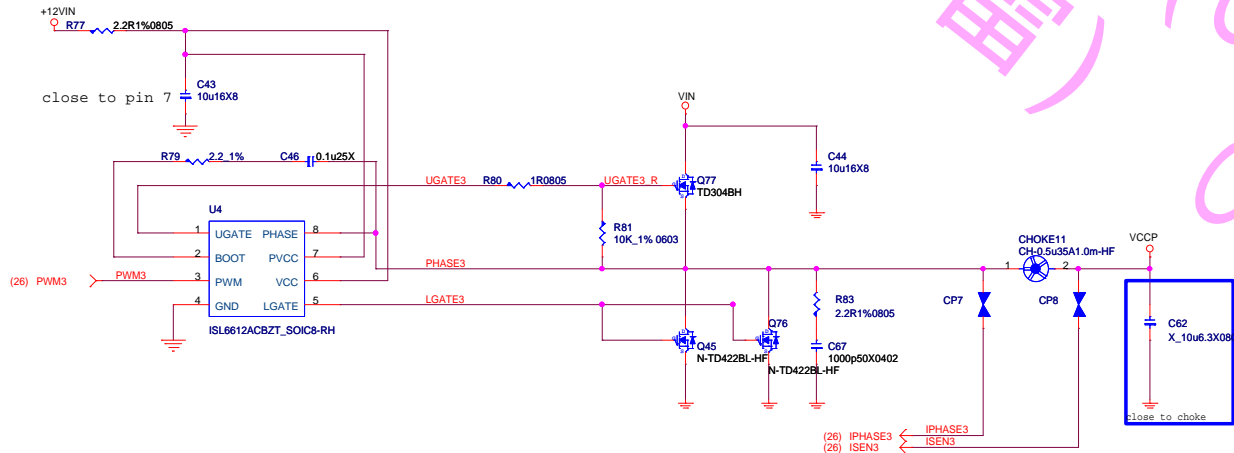 +12VIN
R77
2.2R1%0805
C43
10u16X8
close to pin 7
VIN
R79
2.2_1%
C46
0.1u25X
C44
10u16X8
UGATE3
R80
1R0805
UGATE3_R
Q77
TD304BH
U4
R81
10K_1% 0603
1
UGATE
PHASE
8
2
BOOT
PVCC
7
3
PWM
VCC
6
4
GND
LGATE
5
ISL6612ACBZT_SOIC8-RH
(26) PWM3
PWM3
PHASE3
LGATE3
CHOKE11
CH-0.5u35A1.0m-HF
1
2
VCCP
CP7
CP8
R83
2.2R1%0805
Q76
Q45
N-TD422BL-HF
N-TD422BL-HF
C67
1000p50X0402
C62
X_10u6.3X08
close to choke
(26) IPHASE3
IPHASE3
(26) ISEN3
ISEN3